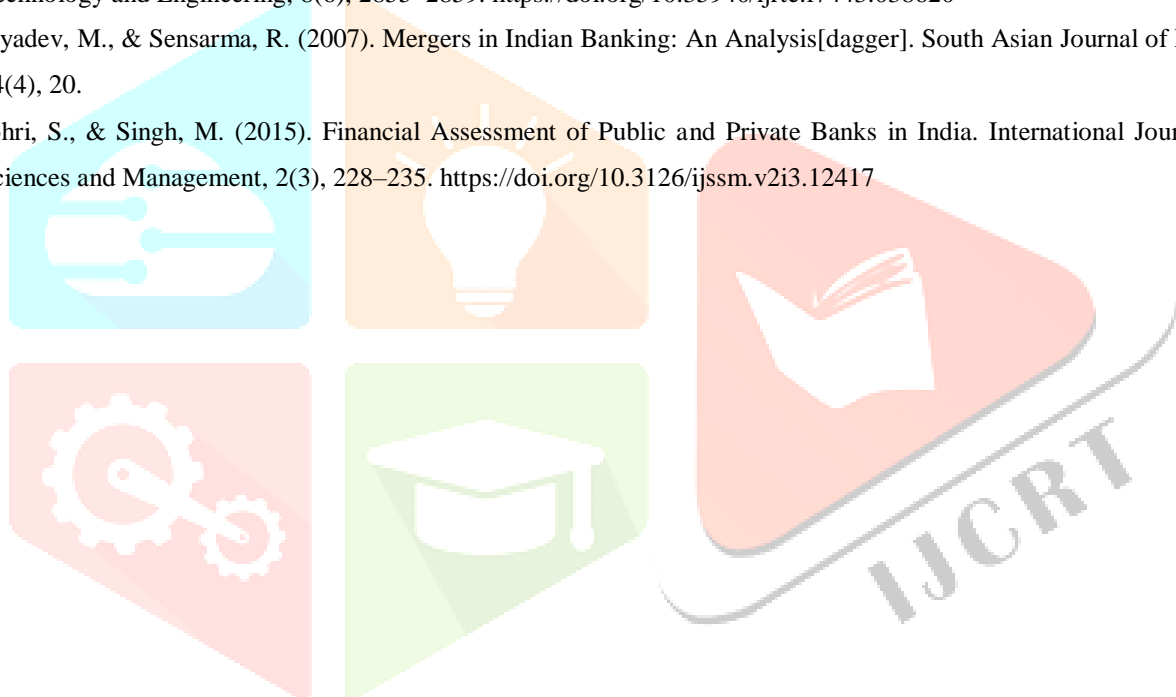 yadev, M., & Sensarma, R. (2007). Mergers in Indian Banking: An Analysis[dagger]. South Asian Journal of
4(4), 20.
hri, S., & Singh, M. (2015). Financial Assessment of Public and Private Banks in India. International Jour
ciences and Management, 2(3), 228–235. https://doi.org/10.3126/ijssm.v2i3.12417
IJCRT